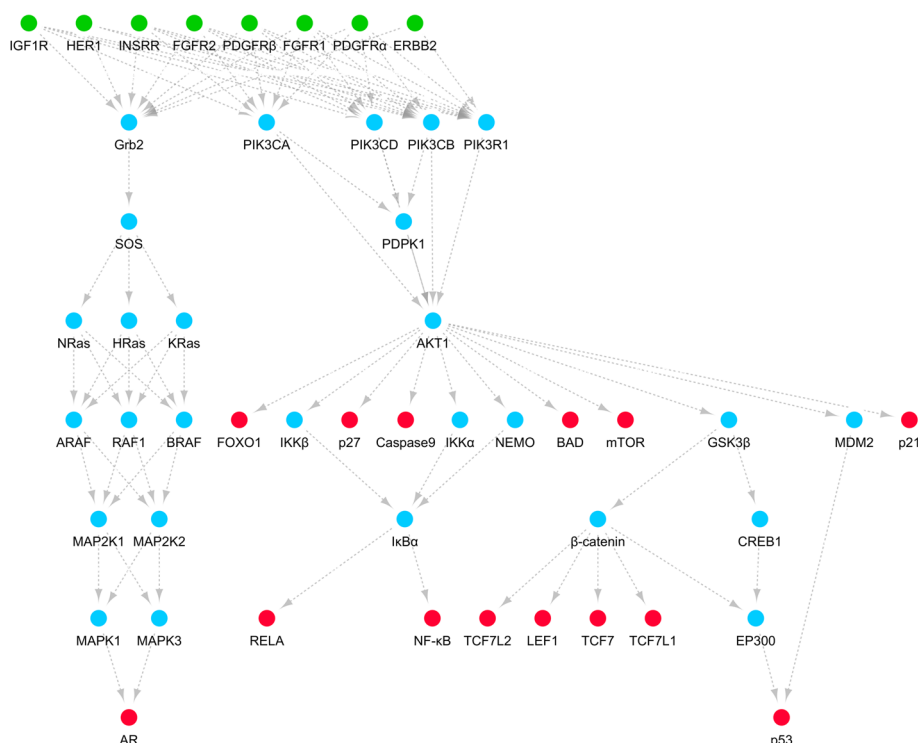 IGF1R HER1 INSRR FGFR2 PDGFRβ FGFR1 PDGFRα ERBB2
Grb2 PIK3CA PIK3CD PIK3CB PIK3R1
SOS PDPK1
NRas HRas KRas AKT1
ARAF RAF1 BRAF FOXO1 IKKβ p27 Caspase9 IKKα NEMO BAD mTOR GSK3β MDM2 p21
MAP2K1 MAP2K2 IκBα β-catenin CREB1
MAPK1 MAPK3 RELA NF-κB TCF7L2 LEF1 TCF7 TCF7L1 EP300
AR p53